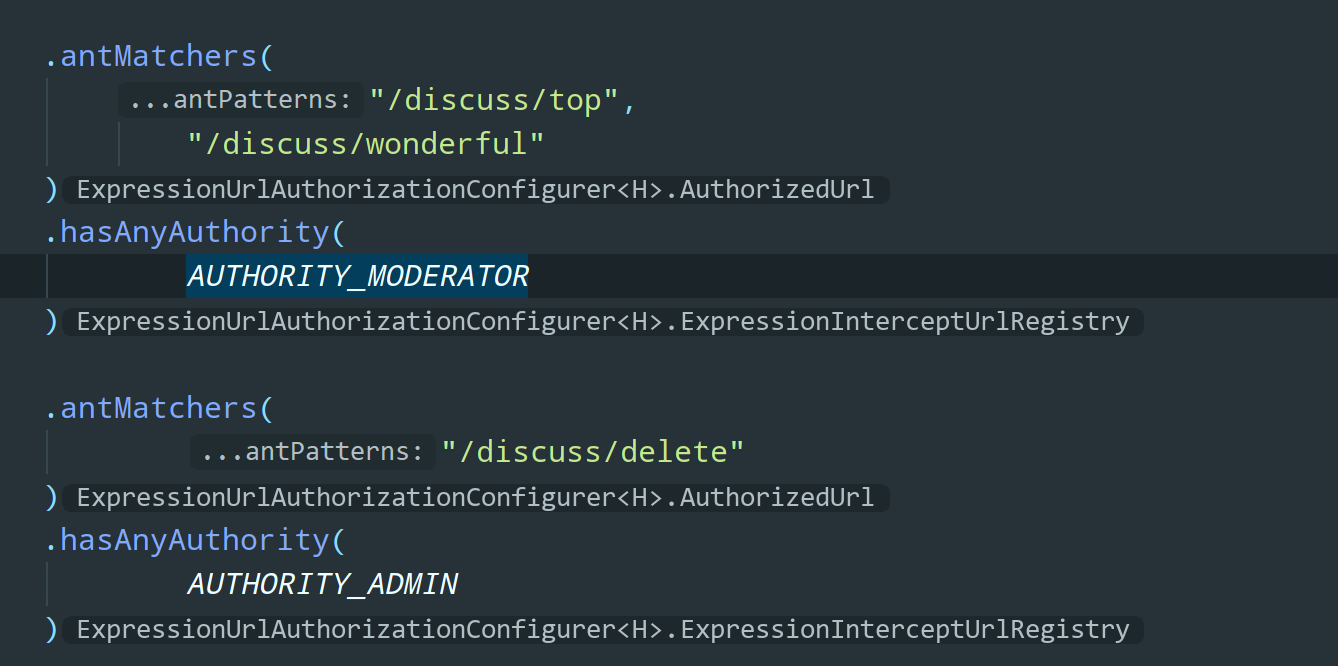 .antMatchers(
...antPatterns: "/discuss/top",
"/discuss/wonderful"
) ExpressionUrlAuthorizationConfigurer<H>.AuthorizedUrl
.hasAnyAuthority(
AUTHORITY_MODERATOR
) ExpressionUrlAuthorizationConfigurer<H>.ExpressionInterceptUrlRegistry
.antMatchers(
...antPatterns: "/discuss/delete"
) ExpressionUrlAuthorizationConfigurer<H>.AuthorizedUrl
.hasAnyAuthority(
AUTHORITY_ADMIN
) ExpressionUrlAuthorizationConfigurer<H>.ExpressionInterceptUrlRegistry